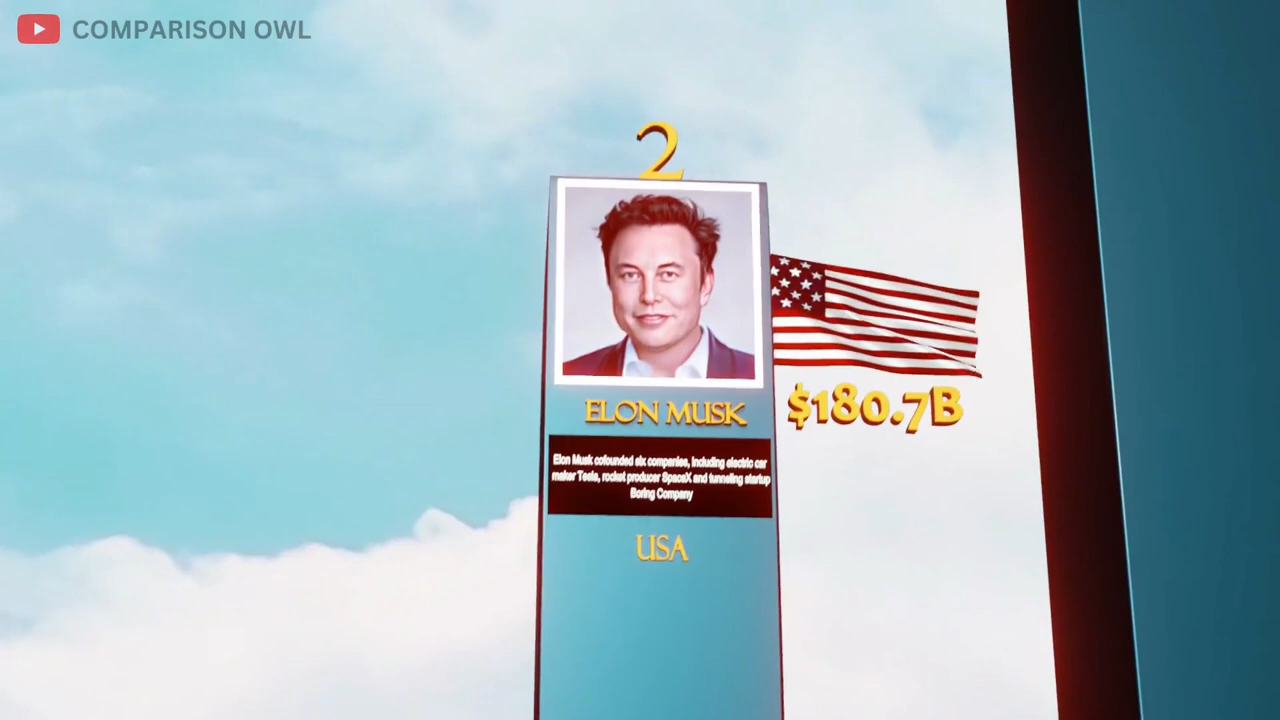 COMPARISON OWL
2
ELON MUSK
$180.7B
Elon Musk cofounded six companies, including electric car
maker Tesla, rocket producer SpaceX and tunneling startup
Boring Company
USA